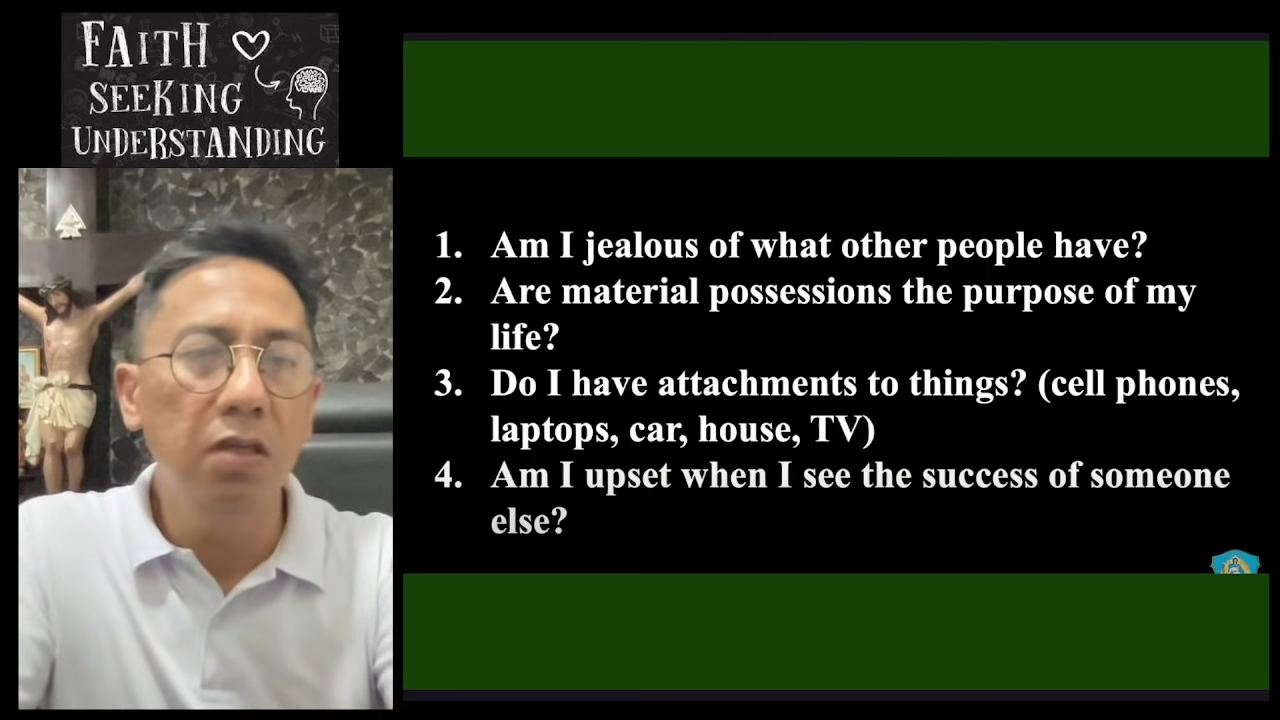 FAITH
SEEKING
UNDERSTANDING
1. Am I jealous of what other people have?
2. Are material possessions the purpose of my
life?
3. Do I have attachments to things? (cell phones,
laptops, car, house, TV)
4. Am I upset when I see the success of someone
else?